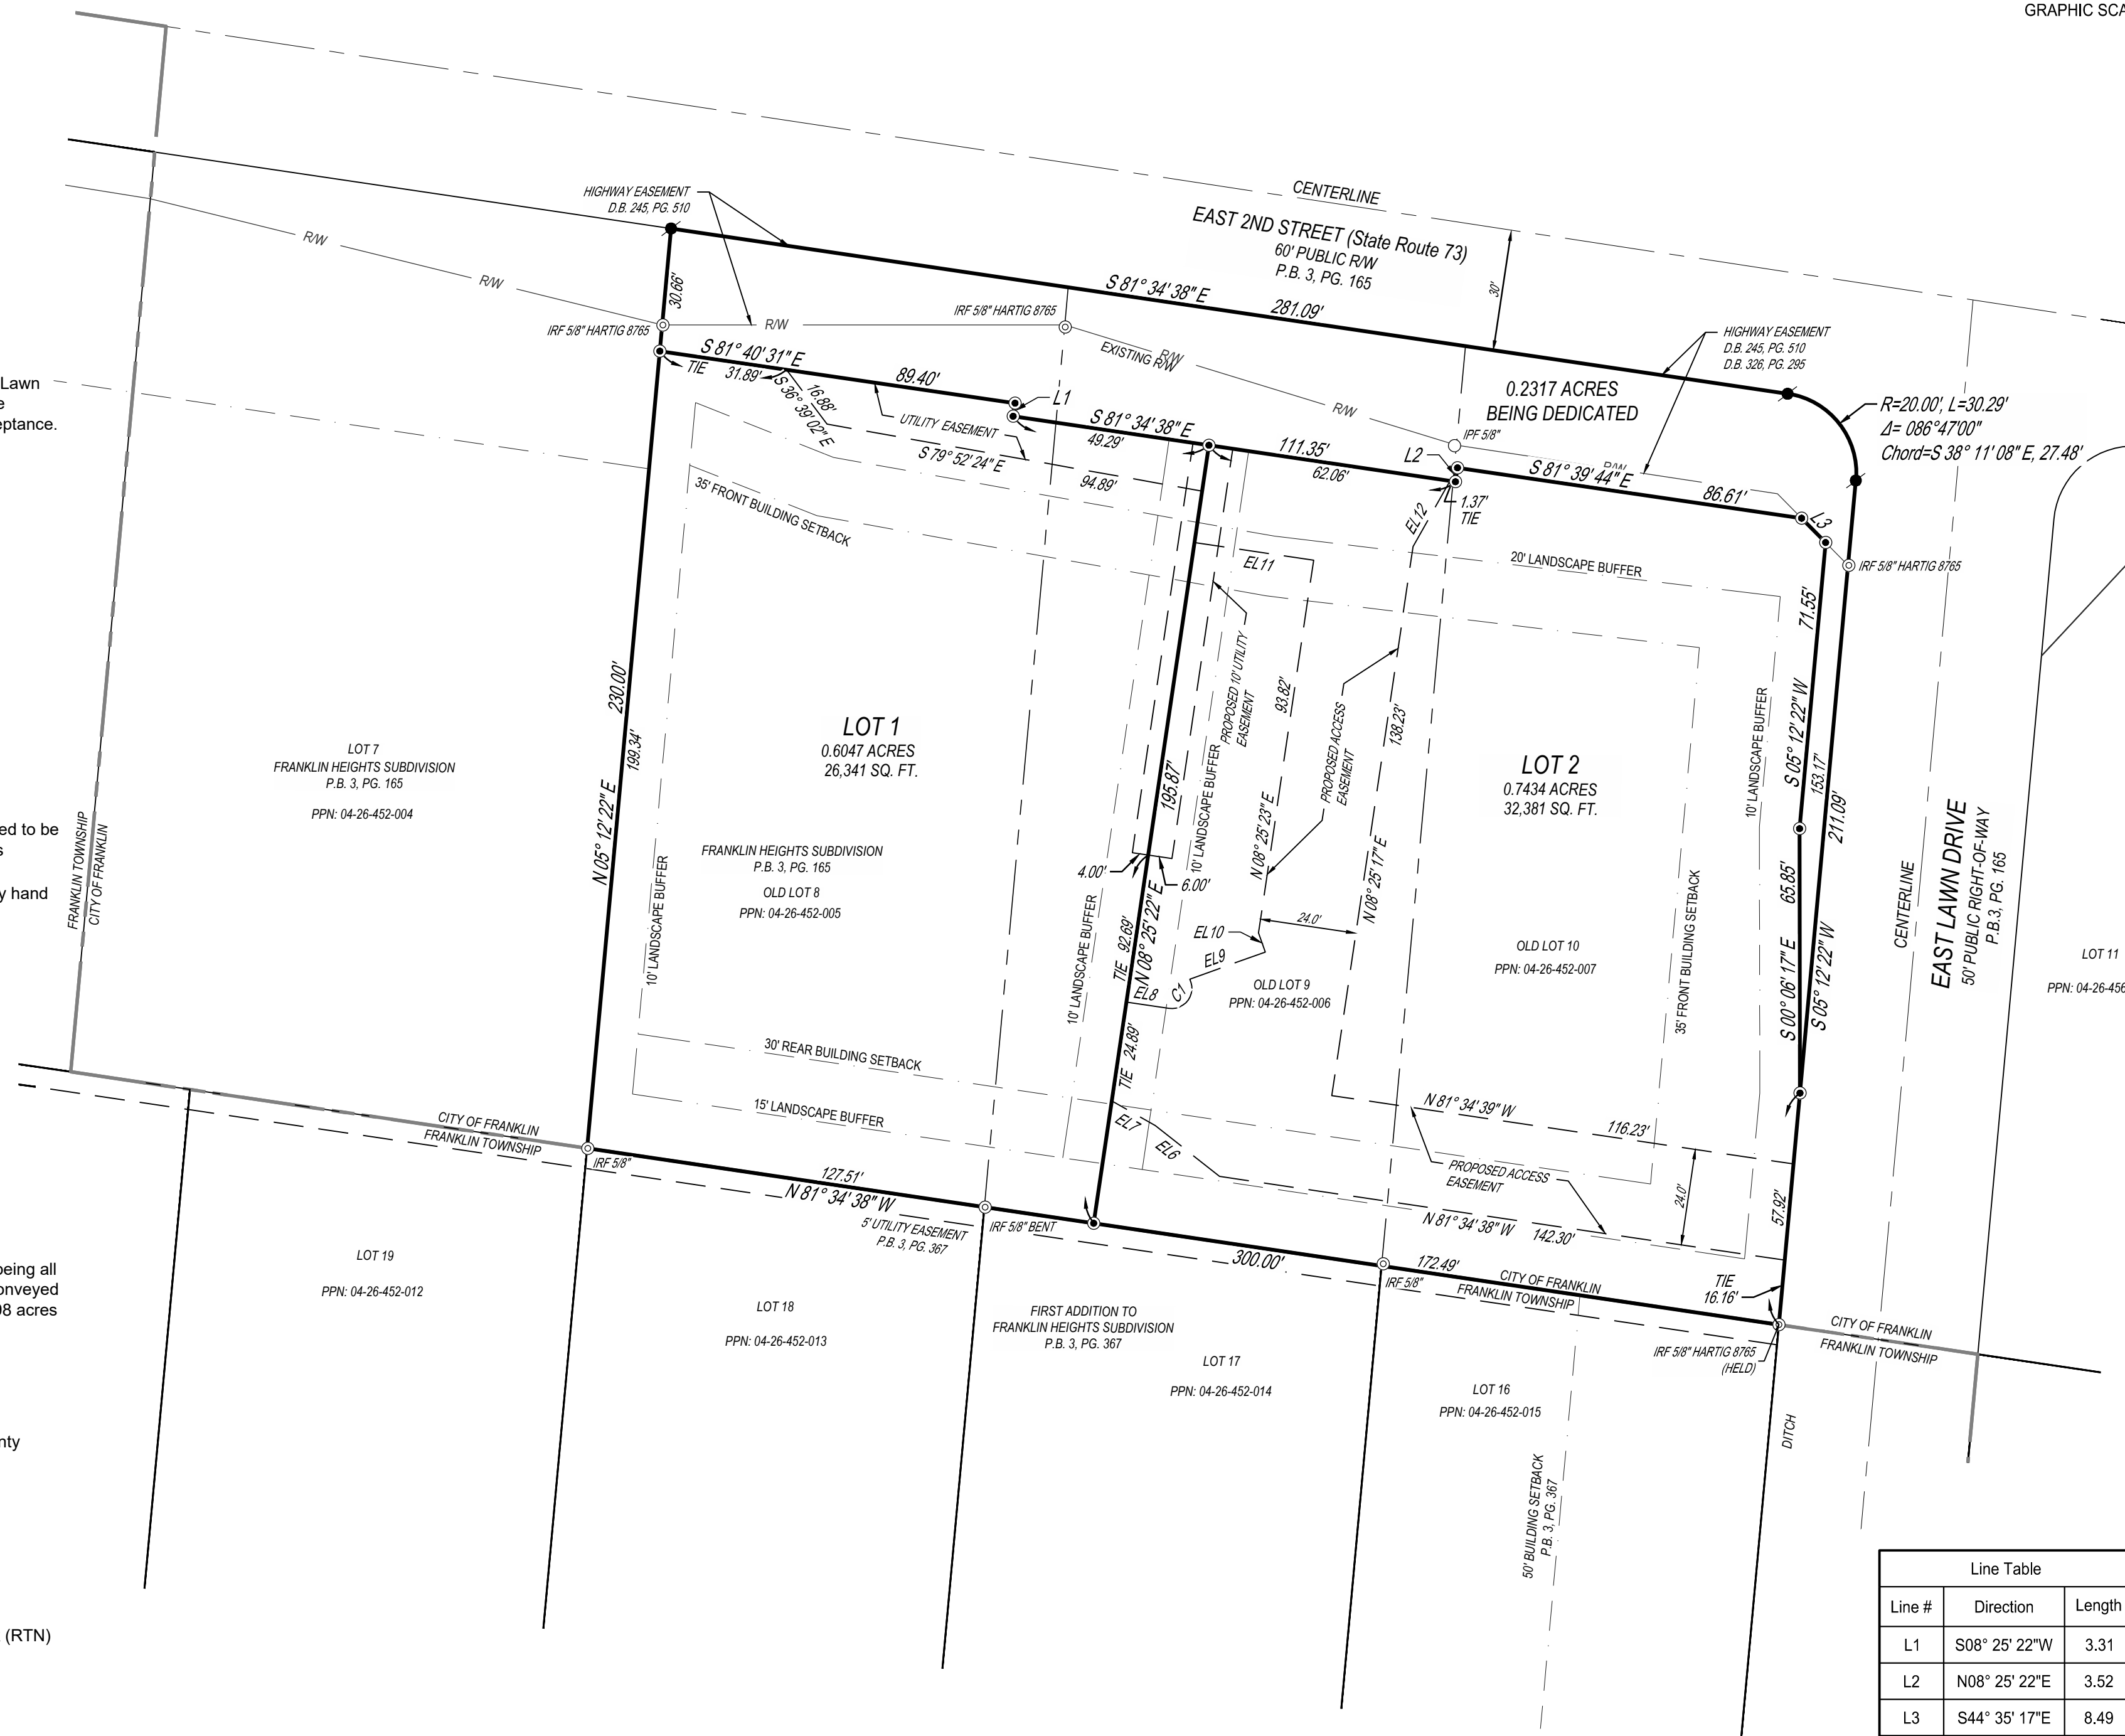 GRAPHIC SCA
HIGHWAY EASEMENT
D.B. 245, PG. 510
CENTERLINE
EAST 2ND STREET (State Route 73)
60' PUBLIC R/W
P.B. 3, PG. 165
30'
R/W
R/W
30.66'
IRF 5/8" HARTIG 8765
R/W
IRF 5/8" HARTIG 8765
S 81° 34' 38" E
281.09'
EXISTING R/W
R/W
R/W
HIGHWAY EASEMENT
D.B. 245, PG. 510
D.B. 326, PG. 295
0.2317 ACRES
BEING DEDICATED
R=20.00', L=30.29'
Δ= 086°47'00"
Chord=S 38° 11' 08" E, 27.48'
Lawn
e
eptance.
S 81° 40' 31" E
89.40'
TIE
31.89'
16.88'
S 36° 39' 02" E
UTILITY EASEMENT
L1
S 81° 34' 38" E
49.29'
111.35'
62.06'
IPF 5/8"
L2
S 81° 39' 44" E
R/W
86.61'
L3
1.37'
TIE
EL12
S 79° 52' 24" E
94.89'
35' FRONT BUILDING SETBACK
EL11
20' LANDSCAPE BUFFER
IRF 5/8" HARTIG 8765
71.55'
S 05° 12' 22" W
153.17'
211.09'
230.00'
199.34'
N 05° 12' 22" E
LOT 7
FRANKLIN HEIGHTS SUBDIVISION
P.B. 3, PG. 165
PPN: 04-26-452-004
LOT 1
0.6047 ACRES
26,341 SQ. FT.
FRANKLIN HEIGHTS SUBDIVISION
P.B. 3, PG. 165
OLD LOT 8
PPN: 04-26-452-005
PROPOSED 10' UTILITY
EASEMENT
10' LANDSCAPE BUFFER
195.87'
93.82'
N 08° 25' 23" E
PROPOSED ACCESS
EASEMENT
138.23'
N 08° 25' 17" E
LOT 2
0.7434 ACRES
32,381 SQ. FT.
10' LANDSCAPE BUFFER
ed to be
s
y hand
FRANKLIN TOWNSHIP
CITY OF FRANKLIN
10' LANDSCAPE BUFFER
4.00'
6.00'
TIE 92.69'
N 08° 25' 22" E
10' LANDSCAPE BUFFER
24.0'
EL10
EL9
EL8
C1
OLD LOT 9
PPN: 04-26-452-006
OLD LOT 10
PPN: 04-26-452-007
35' FRONT BUILDING SETBACK
65.85'
S 00° 06' 17" E
S 05° 12' 22" W
CENTERLINE
EAST LAWN DRIVE
50' PUBLIC RIGHT-OF-WAY
P.B.3, PG. 165
LOT 11
PPN: 04-26-456
30' REAR BUILDING SETBACK
TIE 24.89'
15' LANDSCAPE BUFFER
EL7
EL6
N 81° 34' 39" W
116.23'
PROPOSED ACCESS
EASEMENT
24.0'
57.92'
CITY OF FRANKLIN
FRANKLIN TOWNSHIP
IRF 5/8"
127.51'
N 81° 34' 38" W
5' UTILITY EASEMENT
P.B. 3, PG. 367
IRF 5/8" BENT
N 81° 34' 38" W
142.30'
300.00'
172.49'
IRF 5/8"
CITY OF FRANKLIN
FRANKLIN TOWNSHIP
TIE
16.16'
IRF 5/8" HARTIG 8765
(HELD)
CITY OF FRANKLIN
FRANKLIN TOWNSHIP
being all
onveyed
98 acres
LOT 19
PPN: 04-26-452-012
LOT 18
PPN: 04-26-452-013
FIRST ADDITION TO
FRANKLIN HEIGHTS SUBDIVISION
P.B. 3, PG. 367
LOT 17
PPN: 04-26-452-014
LOT 16
PPN: 04-26-452-015
DITCH
50' BUILDING SETBACK
P.B. 3, PG. 367
nty
(RTN)
Line Table
Line # Direction Length
L1 S08° 25' 22"W 3.31
L2 N08° 25' 22"E 3.52
L3 S44° 35' 17"E 8.49